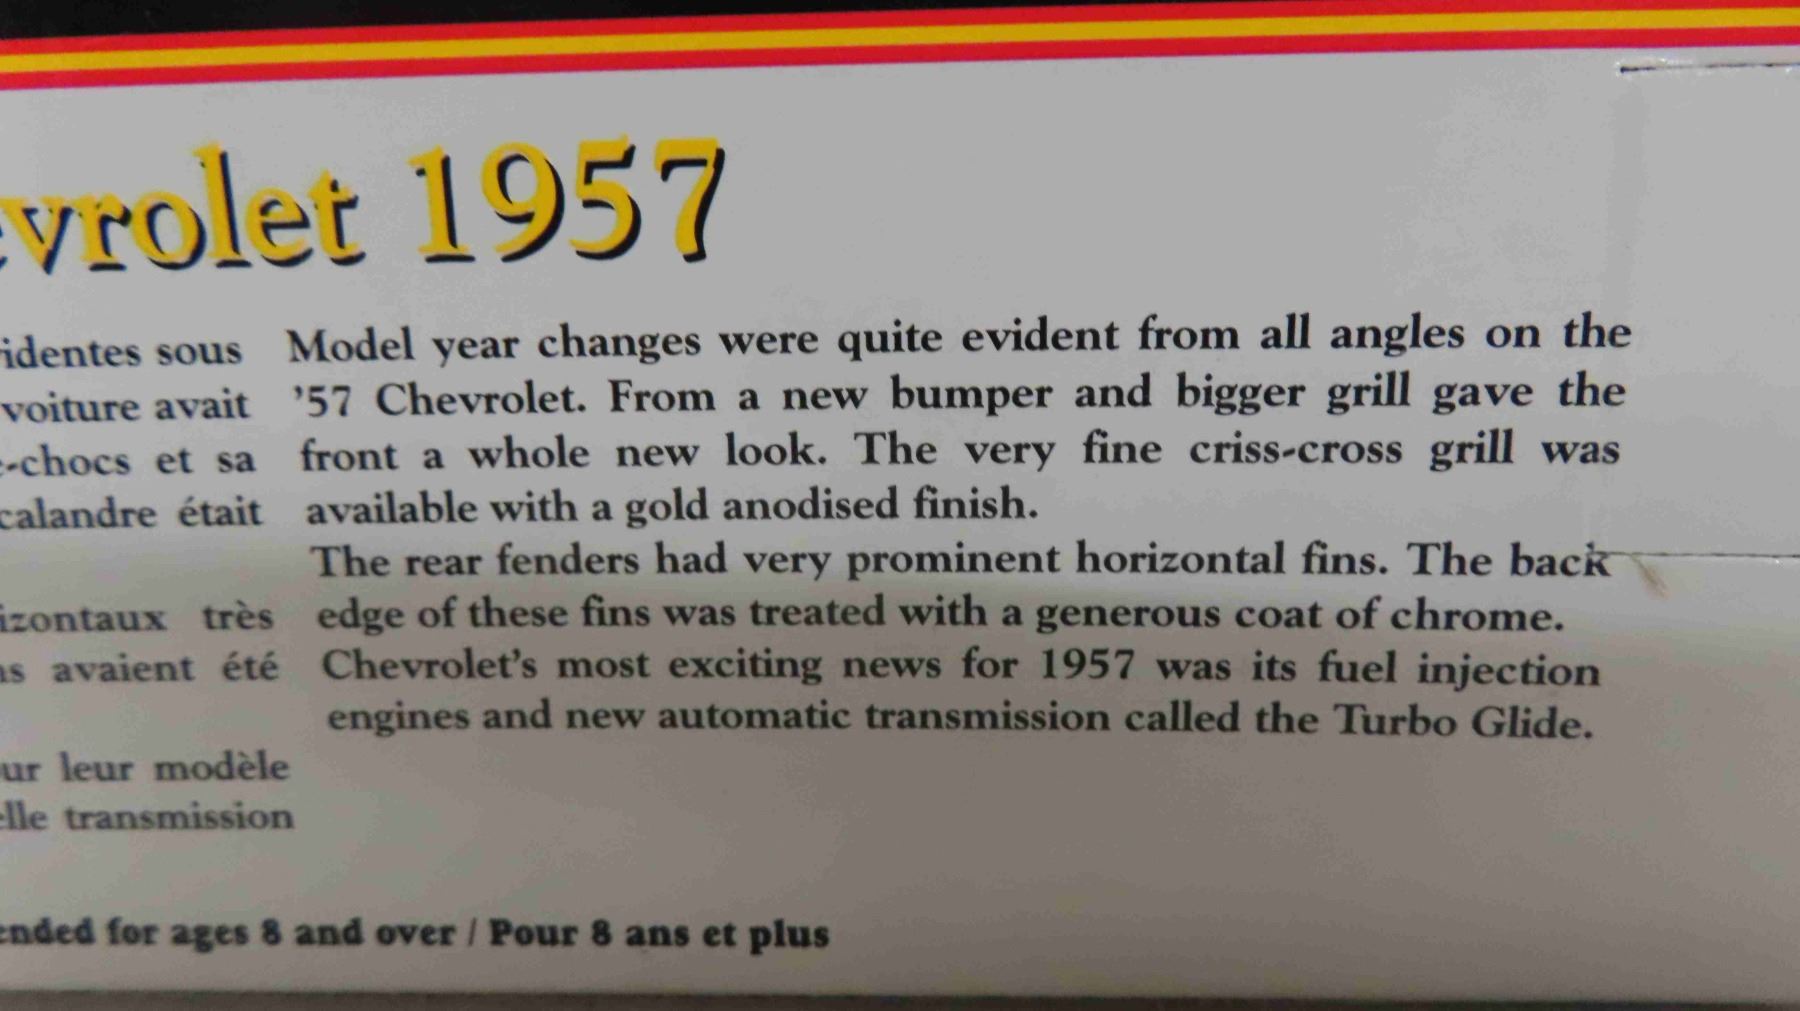 evrolet 1957
identes sous
voiture avait
-chocs et sa
calandre était
izontaux très
ns avaient été
ur leur modèle
elle transmission
Model year changes were quite evident from all angles on the
'57 Chevrolet. From a new bumper and bigger grill gave the
front a whole new look. The very fine criss-cross grill was
available with a gold anodised finish.
The rear fenders had very prominent horizontal fins. The back
edge of these fins was treated with a generous coat of chrome.
Chevrolet's most exciting news for 1957 was its fuel injection
engines and new automatic transmission called the Turbo Glide.
ended for ages 8 and over / Pour 8 ans et plus